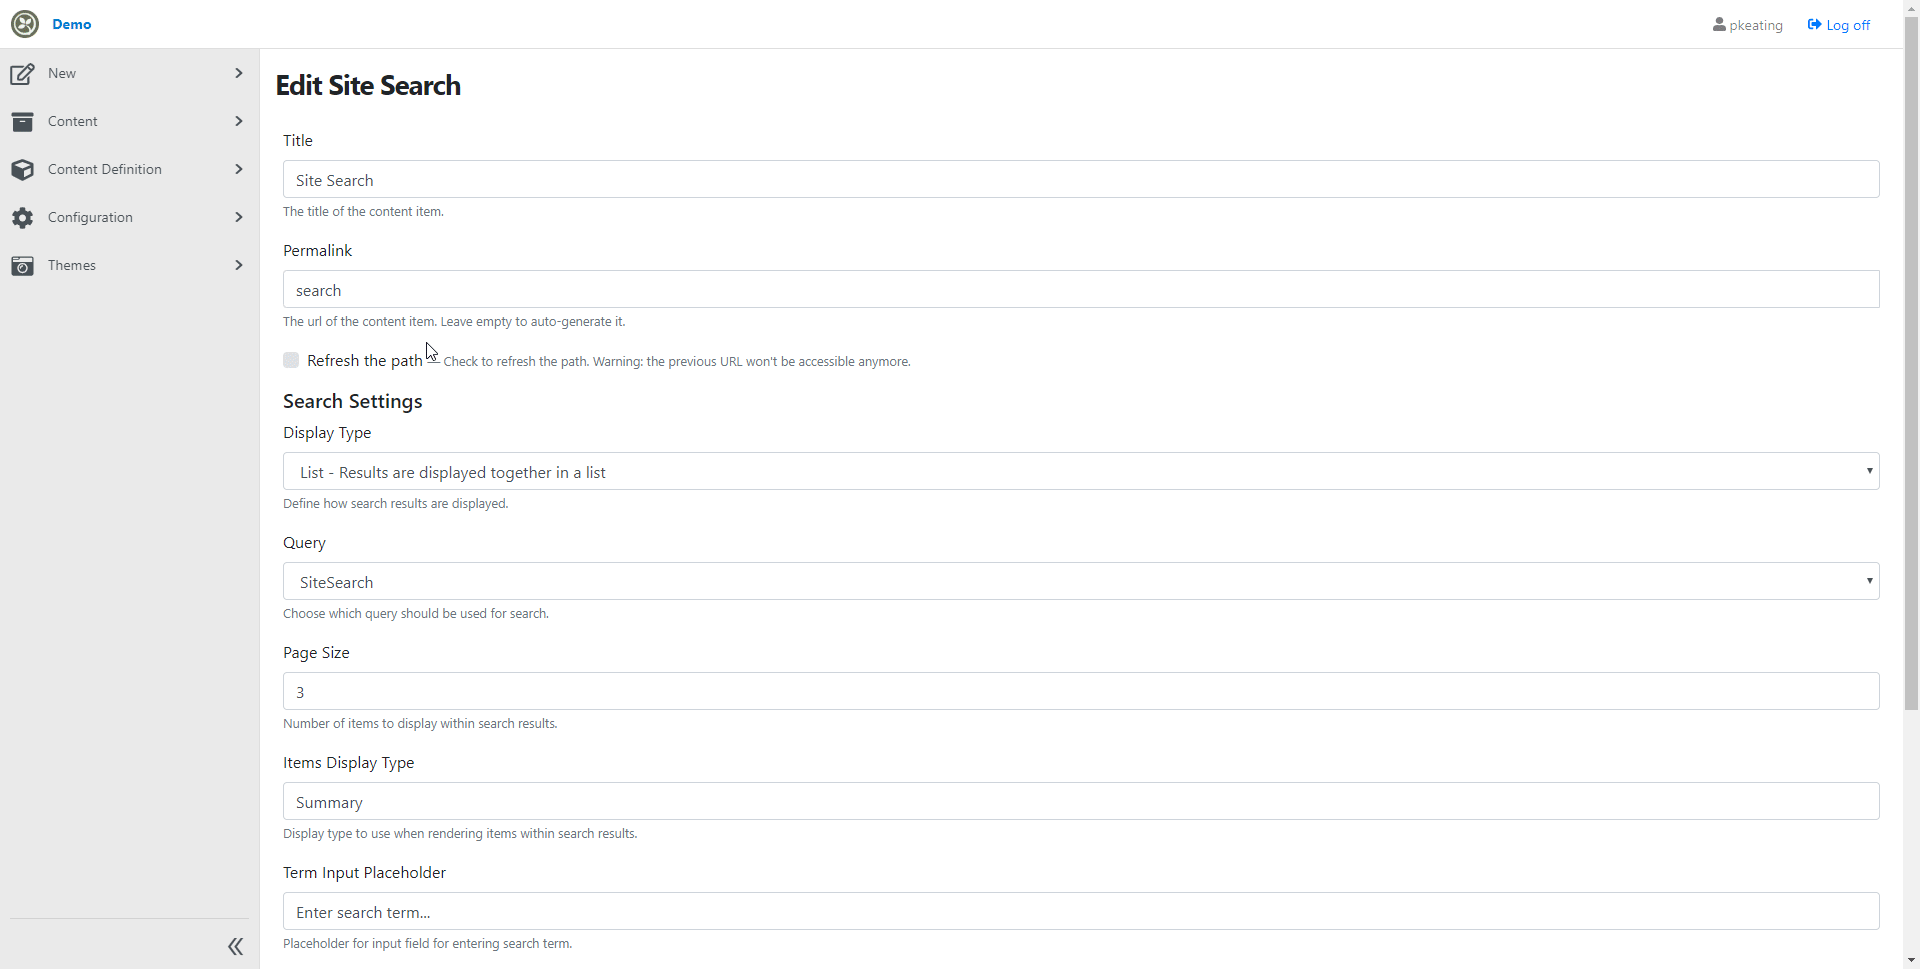 Demo
pkeating
Log off
New
Content
Content Definition
Configuration
Themes
Edit Site Search
Title
Site Search
The title of the content item.
Permalink
search
The url of the content item. Leave empty to auto-generate it.
Refresh the path — Check to refresh the path. Warning: the previous URL won't be accessible anymore.
Search Settings
Display Type
List - Results are displayed together in a list
Define how search results are displayed.
Query
SiteSearch
Choose which query should be used for search.
Page Size
3
Number of items to display within search results.
Items Display Type
Summary
Display type to use when rendering items within search results.
Term Input Placeholder
Enter search term...
Placeholder for input field for entering search term.